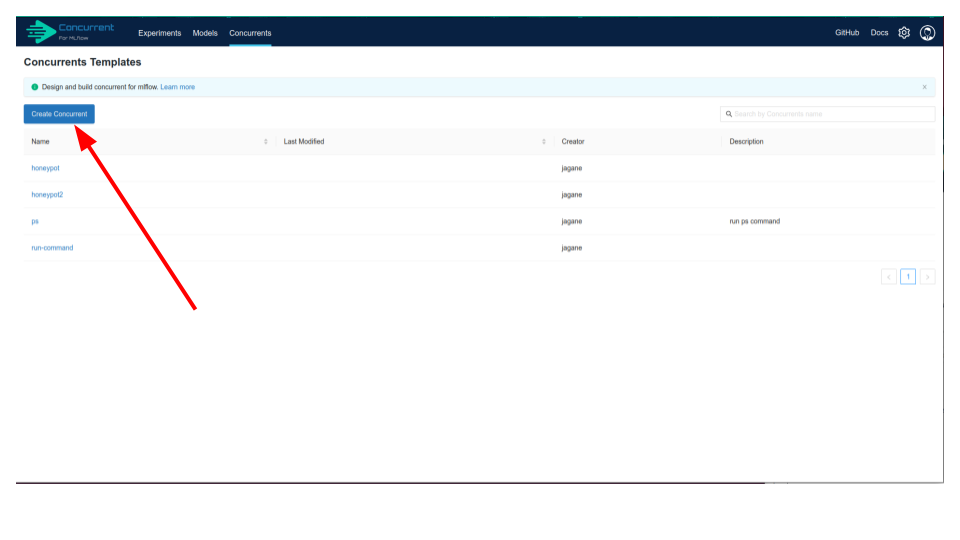 Concurrent
For MLflow
Experiments Models Concurrents
GitHub Docs
Concurrents Templates
Design and build concurrent for mlflow. Learn more
Create Concurrent
Search by Concurrents name
Name Last Modified Creator Description
honeypot jagane
honeypot2 jagane
ps jagane run ps command
run-command jagane
< 1 >